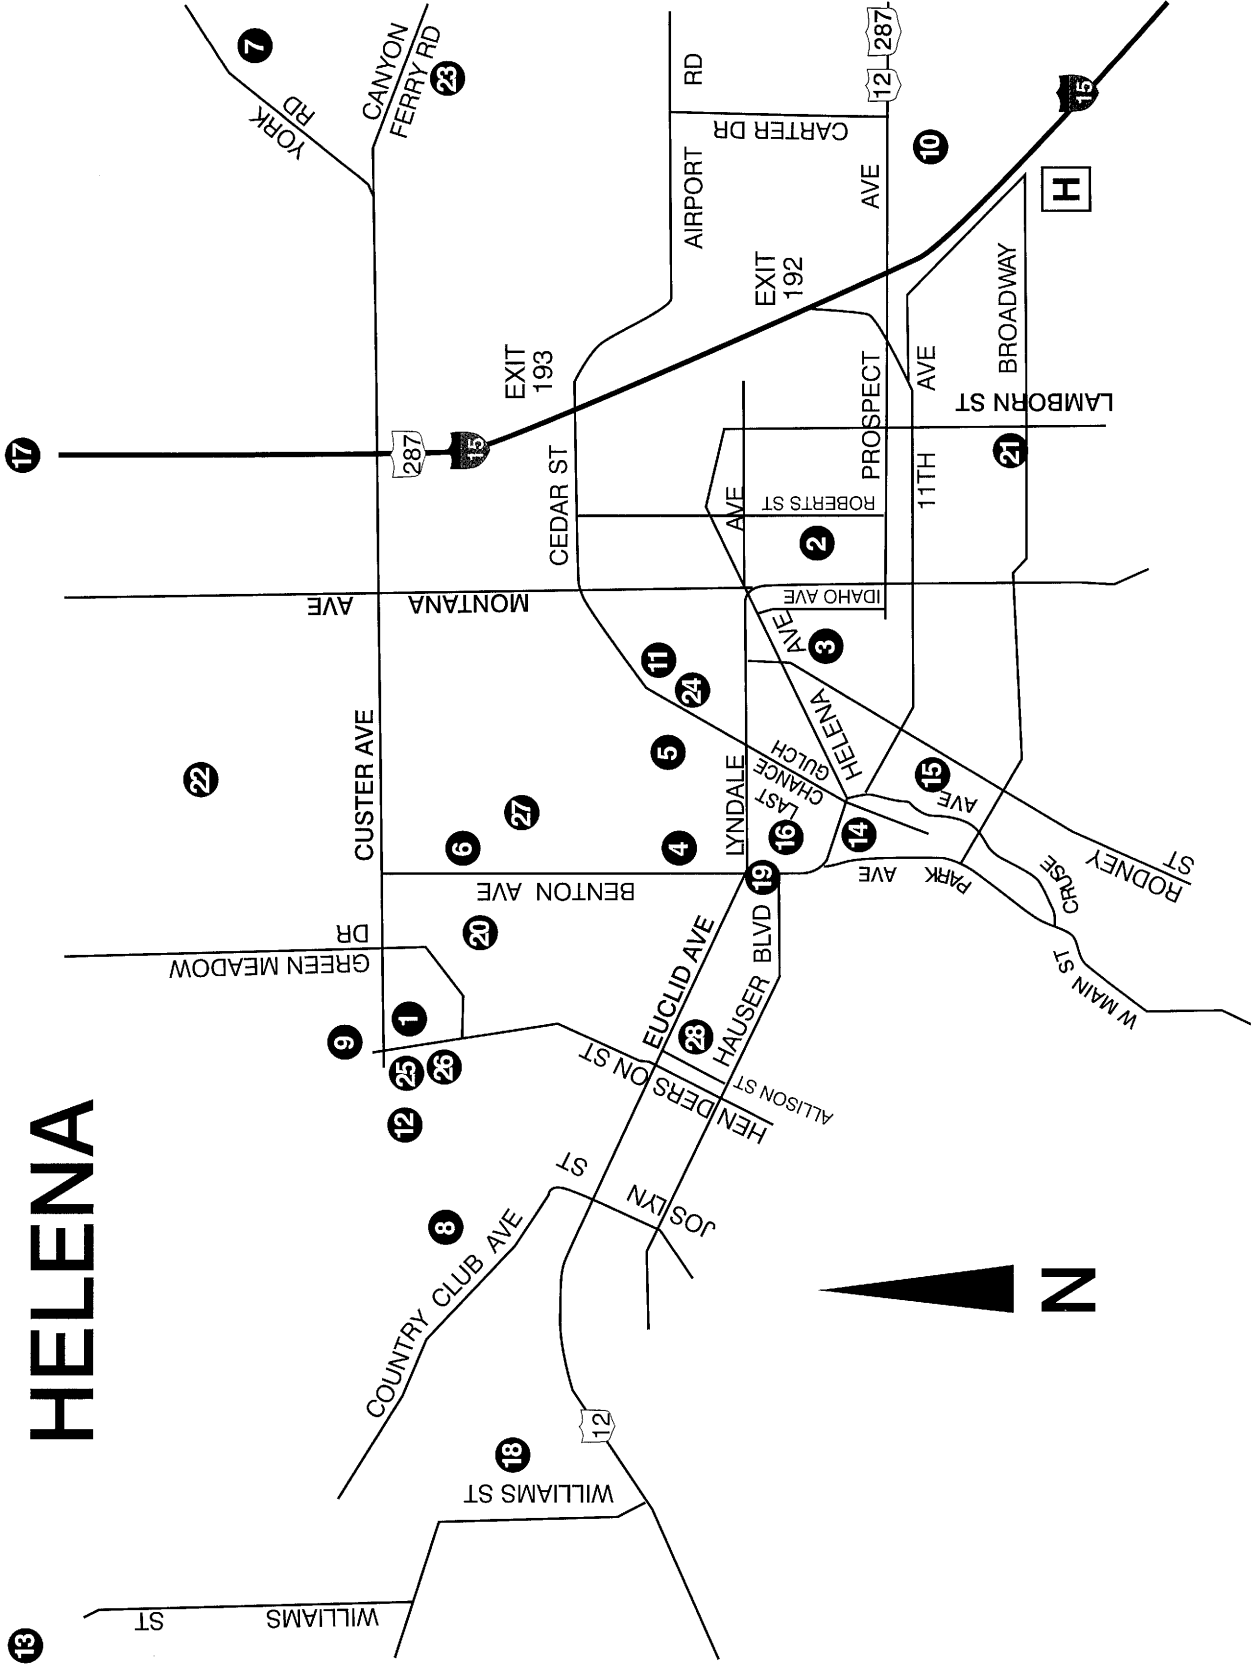 HELENA
7
YORK
RD
CANYON
FERRY RD
23
17
287
15
EXIT
193
EXIT
192
CEDAR ST
AIRPORT
RD
CARTER DR
12
287
15
10
AVE
PROSPECT
H
BROADWAY
11TH
AVE
LAMBORN ST
21
ROBERTS ST
2
IDAHO AVE
3
MONTANA
AVE
CUSTER AVE
22
11
24
5
27
6
4
LYNDALE
AVE
HELENA
AVE
LAST
CHANCE
GULCH
16
14
15
19
BENTON AVE
20
GREEN MEADOW
DR
PARK
AVE
CRUSE
AVE
RODNEY
ST
W MAIN ST
EUCLID AVE
HAUSER BLVD
28
ALLISON ST
HENDERSON ST
9
1
25
26
12
JOSLYN
ST
8
COUNTRY CLUB AVE
12
18
WILLIAMS ST
WILLIAMS
ST
13
N